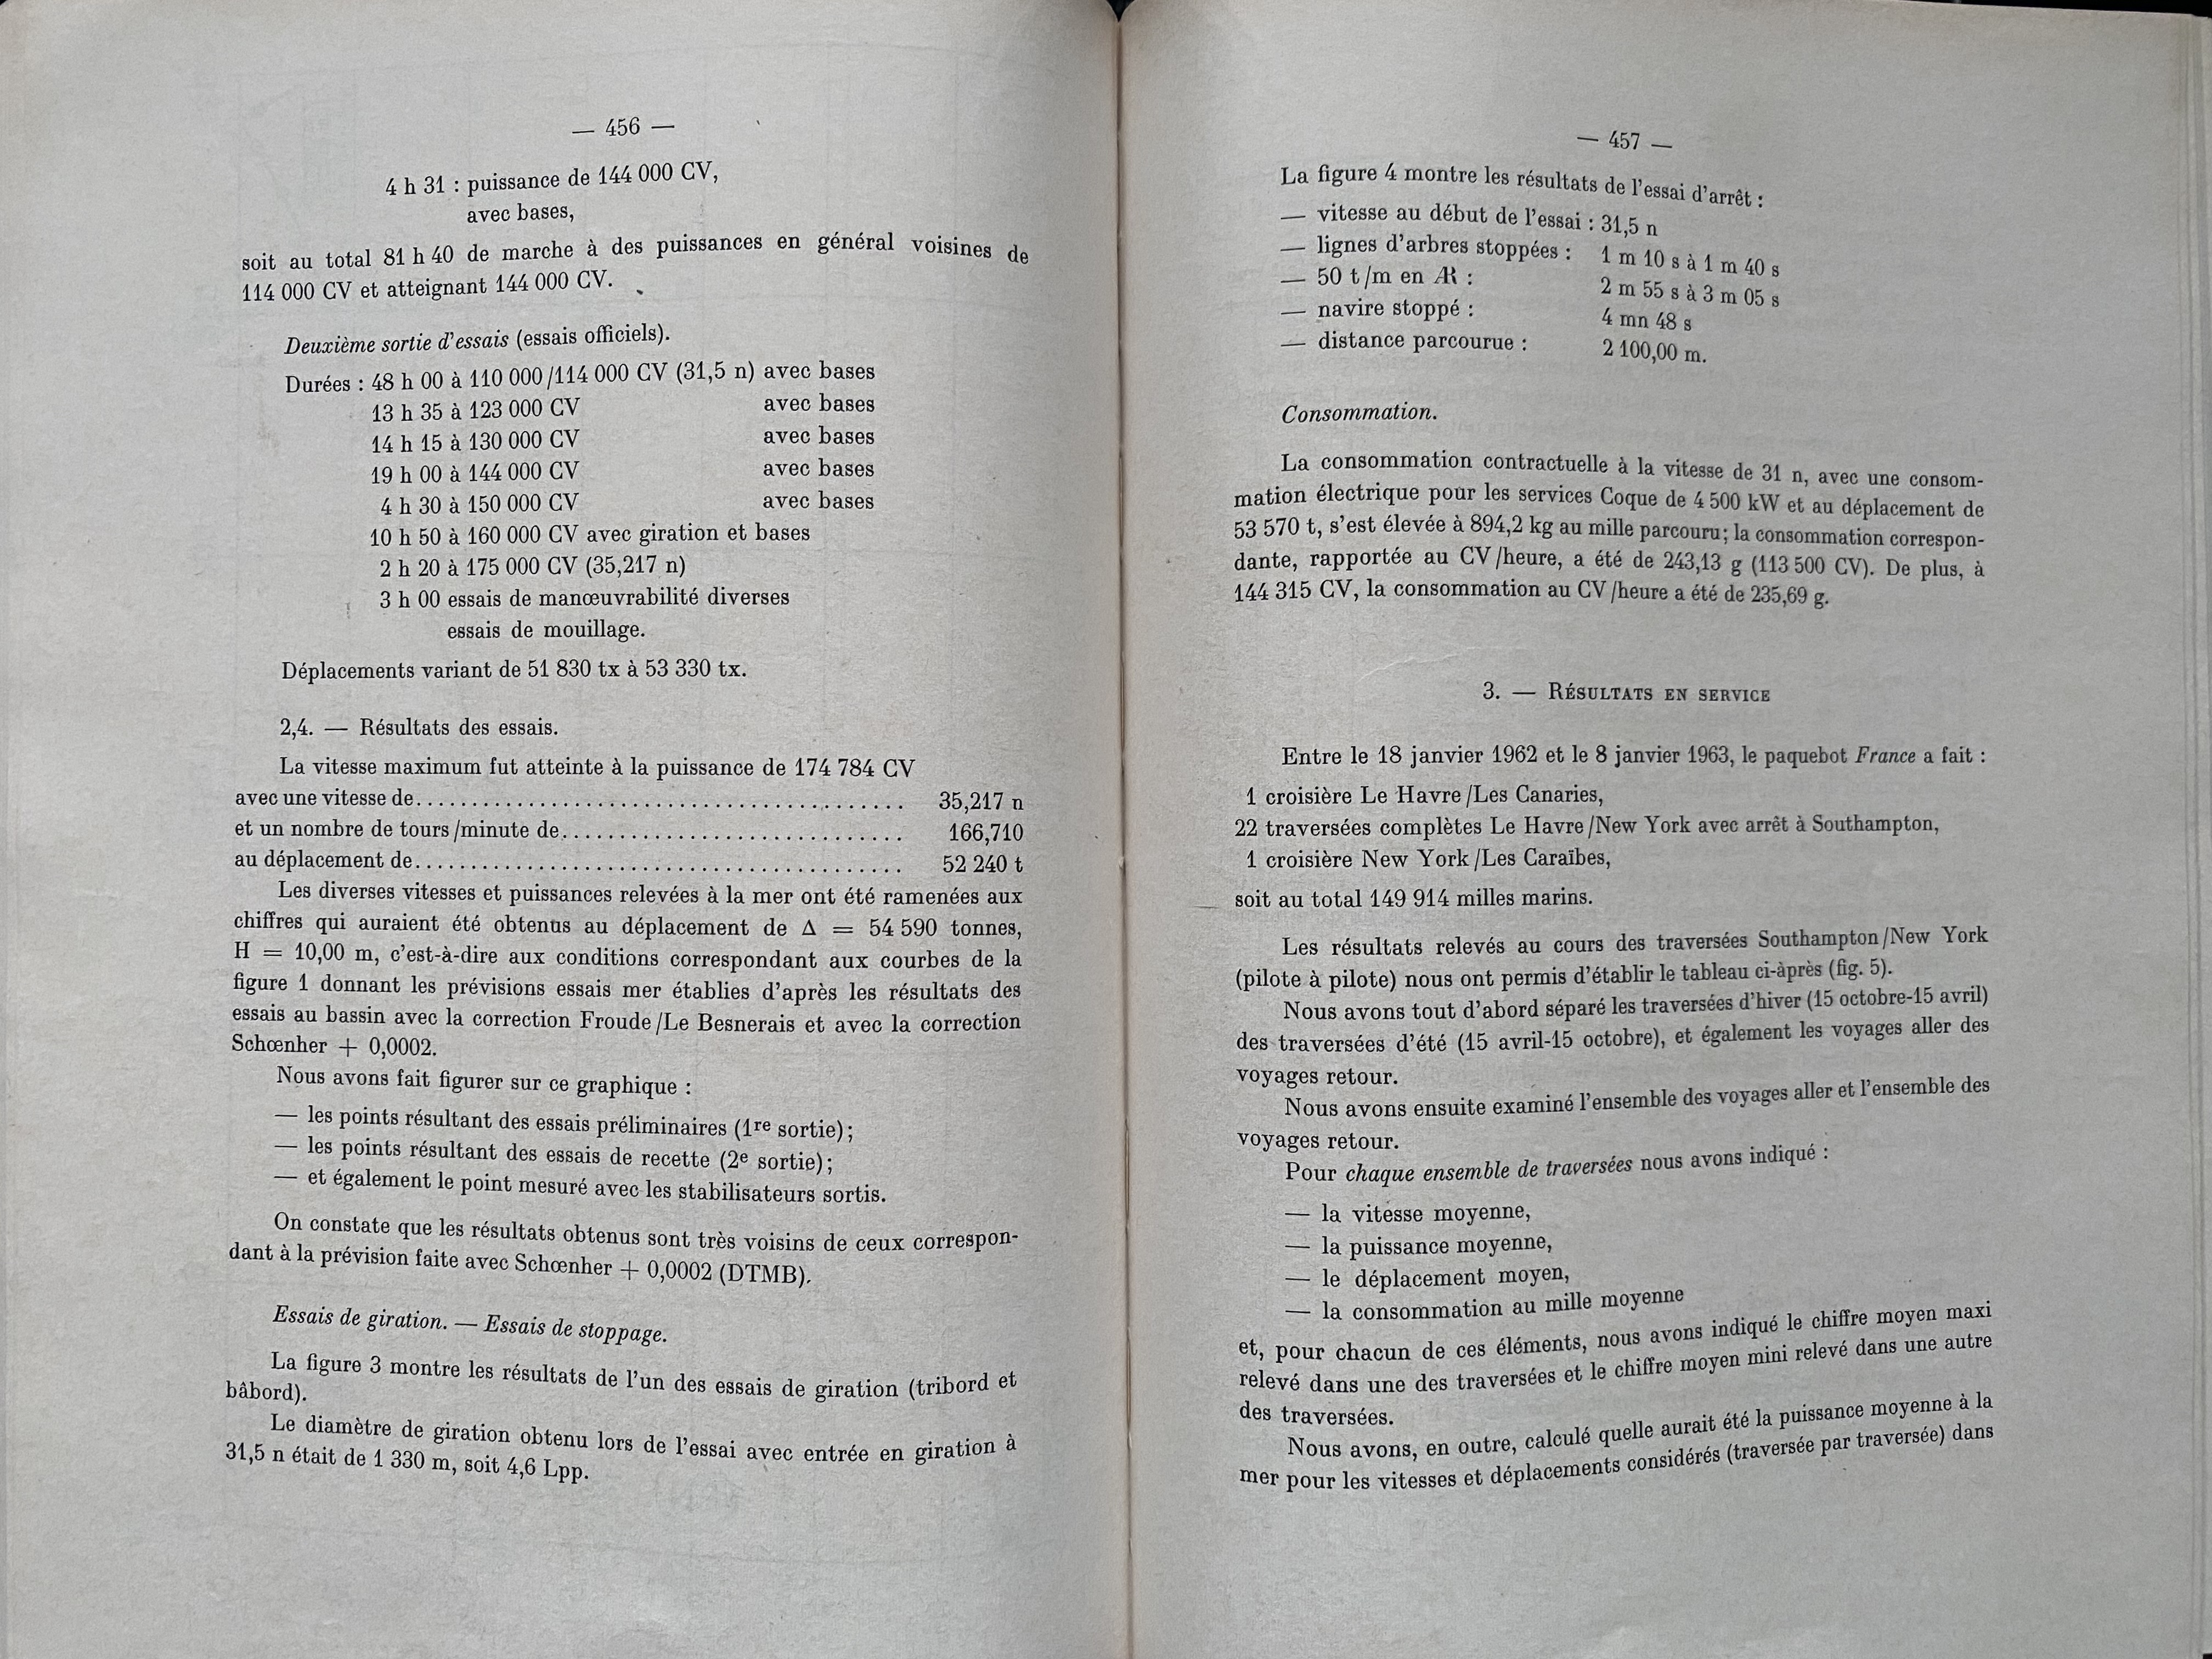 — 456 —
4 h 31 : puissance de 144 000 CV,
avec bases,
soit au total 81 h 40 de marche à des puissances en général voisines de
114 000 CV et atteignant 144 000 CV.
Deuxième sortie d'essais (essais officiels).
Durées : 48 h 00 à 110 000/114 000 CV (31,5 n) avec bases
13 h 35 à 123 000 CV avec bases
14 h 15 à 130 000 CV avec bases
19 h 00 à 144 000 CV avec bases
4 h 30 à 150 000 CV avec bases
10 h 50 à 160 000 CV avec giration et bases
2 h 20 à 175 000 CV (35,217 n)
3 h 00 essais de manœuvrabilité diverses
essais de mouillage.
Déplacements variant de 51 830 tx à 53 330 tx.
2,4. — Résultats des essais.
La vitesse maximum fut atteinte à la puissance de 174 784 CV
avec une vitesse de............................................ 35,217 n
et un nombre de tours/minute de............................... 166,710
au déplacement de............................................ 52 240 t
Les diverses vitesses et puissances relevées à la mer ont été ramenées aux
chiffres qui auraient été obtenus au déplacement de Δ = 54 590 tonnes,
H = 10,00 m, c'est-à-dire aux conditions correspondant aux courbes de la
figure 1 donnant les prévisions essais mer établies d'après les résultats des
essais au bassin avec la correction Froude/Le Besnerais et avec la correction
Schœnher + 0,0002.
Nous avons fait figurer sur ce graphique :
— les points résultant des essais préliminaires (1re sortie);
— les points résultant des essais de recette (2e sortie);
— et également le point mesuré avec les stabilisateurs sortis.
On constate que les résultats obtenus sont très voisins de ceux correspon-
dant à la prévision faite avec Schœnher + 0,0002 (DTMB).
Essais de giration. — Essais de stoppage.
La figure 3 montre les résultats de l'un des essais de giration (tribord et
bâbord).
Le diamètre de giration obtenu lors de l'essai avec entrée en giration à
31,5 n était de 1 330 m, soit 4,6 Lpp.
— 457 —
La figure 4 montre les résultats de l'essai d'arrêt :
— vitesse au début de l'essai : 31,5 n
— lignes d'arbres stoppées : 1 m 10 s à 1 m 40 s
— 50 t/m en AR : 2 m 55 s à 3 m 05 s
— navire stoppé : 4 mn 48 s
— distance parcourue : 2 100,00 m.
Consommation.
La consommation contractuelle à la vitesse de 31 n, avec une consom-
mation électrique pour les services Coque de 4 500 kW et au déplacement de
53 570 t, s'est élevée à 894,2 kg au mille parcouru; la consommation correspon-
dante, rapportée au CV/heure, a été de 243,13 g (113 500 CV). De plus, à
144 315 CV, la consommation au CV/heure a été de 235,69 g.
3. — RÉSULTATS EN SERVICE
Entre le 18 janvier 1962 et le 8 janvier 1963, le paquebot France a fait :
1 croisière Le Havre/Les Canaries,
22 traversées complètes Le Havre/New York avec arrêt à Southampton,
1 croisière New York/Les Caraïbes,
soit au total 149 914 milles marins.
Les résultats relevés au cours des traversées Southampton/New York
(pilote à pilote) nous ont permis d'établir le tableau ci-àprès (fig. 5).
Nous avons tout d'abord séparé les traversées d'hiver (15 octobre-15 avril)
des traversées d'été (15 avril-15 octobre), et également les voyages aller des
voyages retour.
Nous avons ensuite examiné l'ensemble des voyages aller et l'ensemble des
voyages retour.
Pour chaque ensemble de traversées nous avons indiqué :
— la vitesse moyenne,
— la puissance moyenne,
— le déplacement moyen,
— la consommation au mille moyenne
et, pour chacun de ces éléments, nous avons indiqué le chiffre moyen maxi
relevé dans une des traversées et le chiffre moyen mini relevé dans une autre
des traversées.
Nous avons, en outre, calculé quelle aurait été la puissance moyenne à la
mer pour les vitesses et déplacements considérés (traversée par traversée) dans